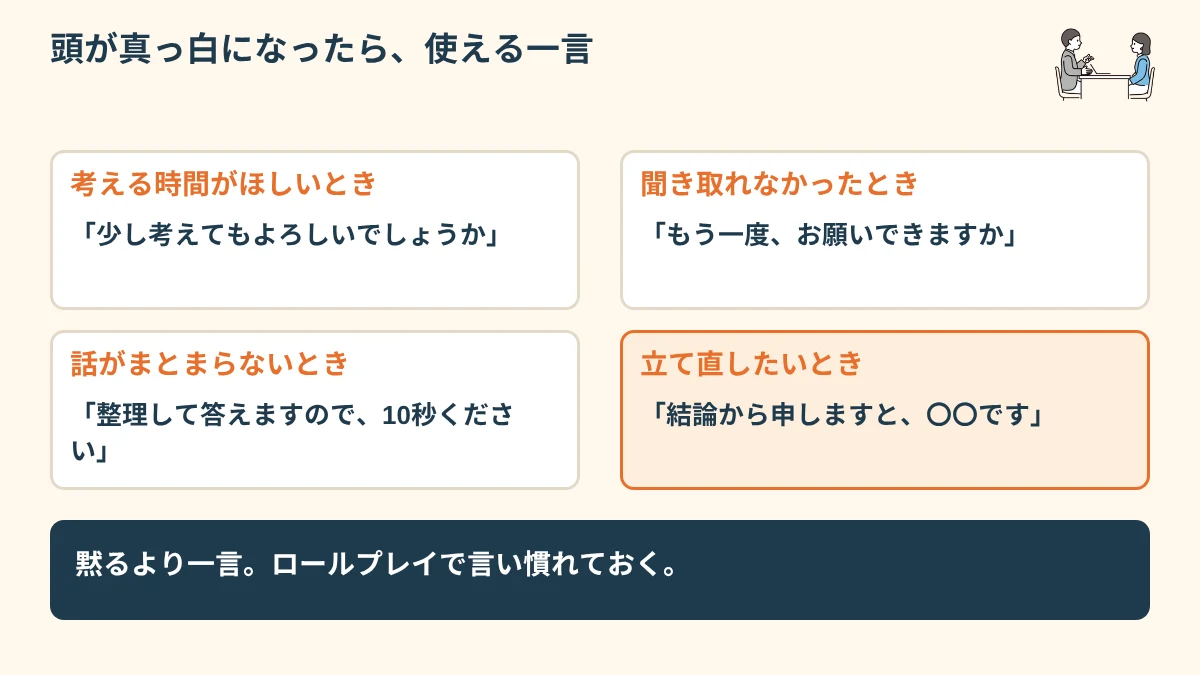 頭が真っ白になったら、使える一言
考える時間がほしいとき
「少し考えてもよろしいでしょうか」
聞き取れなかったとき
「もう一度、お願いできますか」
話がまとまらないとき
「整理して答えますので、10秒くださ
い」
立て直したいとき
「結論から申しますと、〇〇です」
黙るより一言。ロールプレイで言い慣れておく。